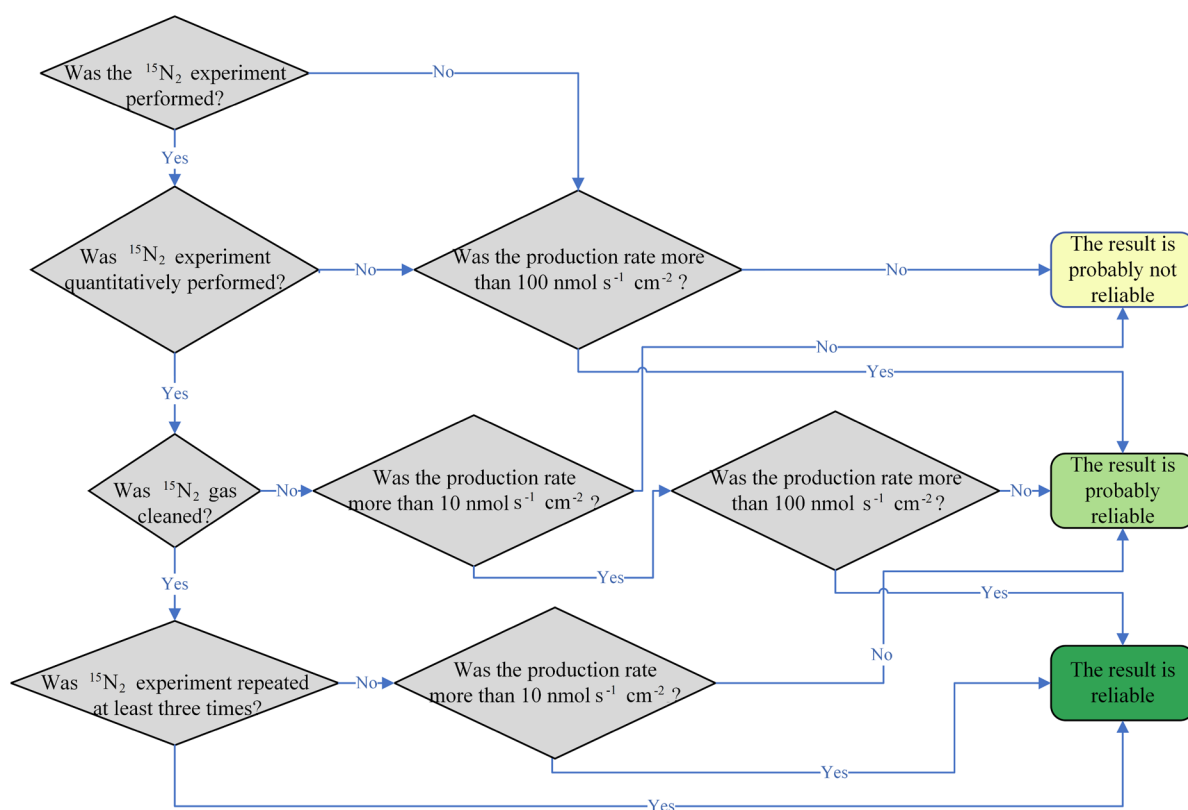 Was the ¹⁵N₂ experiment
performed?
No
Yes
Was ¹⁵N₂ experiment
quantitatively performed?
No
Was the production rate more
than 100 nmol s⁻¹ cm⁻² ?
No
The result is
probably not
reliable
No
Yes
Yes
Was ¹⁵N₂ gas
cleaned?
No
Was the production rate
more than 10 nmol s⁻¹ cm⁻² ?
Was the production rate more
than 100 nmol s⁻¹ cm⁻² ?
No
The result is
probably
reliable
Yes
Yes
Yes
Was ¹⁵N₂ experiment repeated
at least three times?
No
Was the production rate
more than 10 nmol s⁻¹ cm⁻² ?
No
The result is
reliable
Yes
Yes